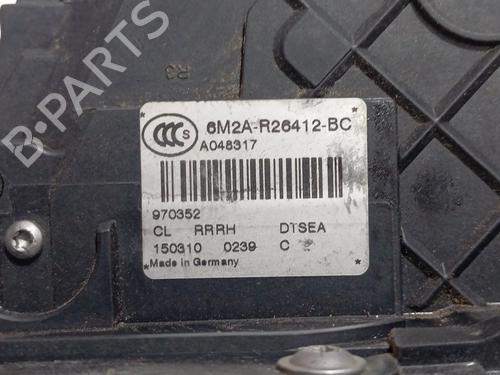 R3
CCC S 6M2A-R26412-BC
A048317
970352
CL RRRH DTSEA
150310 0239 C
* Made in Germany *
B-PARTS